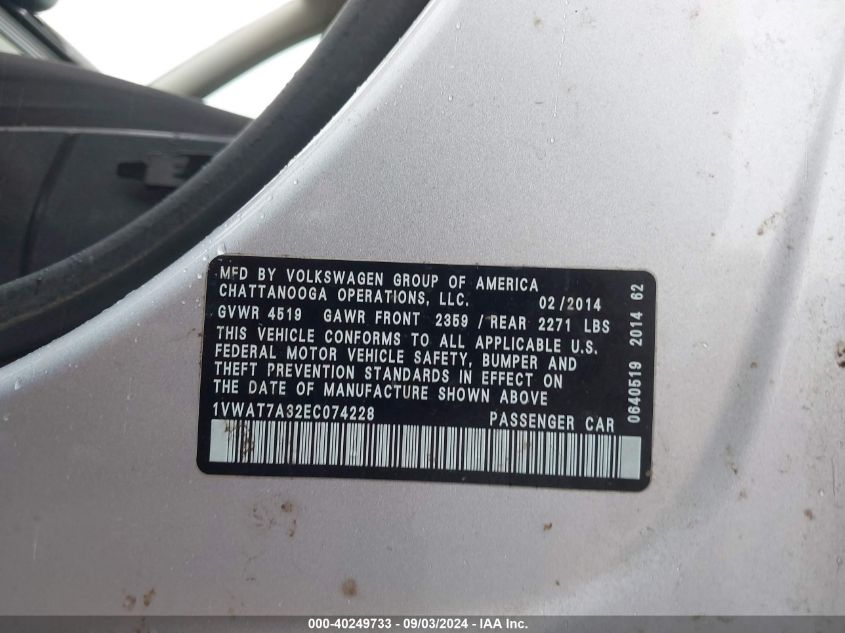 MFD BY VOLKSWAGEN GROUP OF AMERICA
CHATTANOOGA OPERATIONS, LLC. 02/2014
GVWR 4519 GAWR FRONT 2359 / REAR 2271 LBS
THIS VEHICLE CONFORMS TO ALL APPLICABLE U.S.
FEDERAL MOTOR VEHICLE SAFETY, BUMPER AND
THEFT PREVENTION STANDARDS IN EFFECT ON
THE DATE OF MANUFACTURE SHOWN ABOVE
1VWAT7A32EC074228 PASSENGER CAR
0640519 2014 62
000-40249733 - 09/03/2024 - IAA Inc.